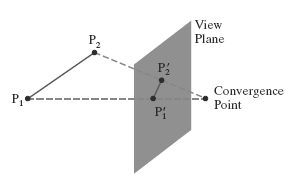 View
Plane
P₂
P₂′
P₁
Convergence
Point
P₁′